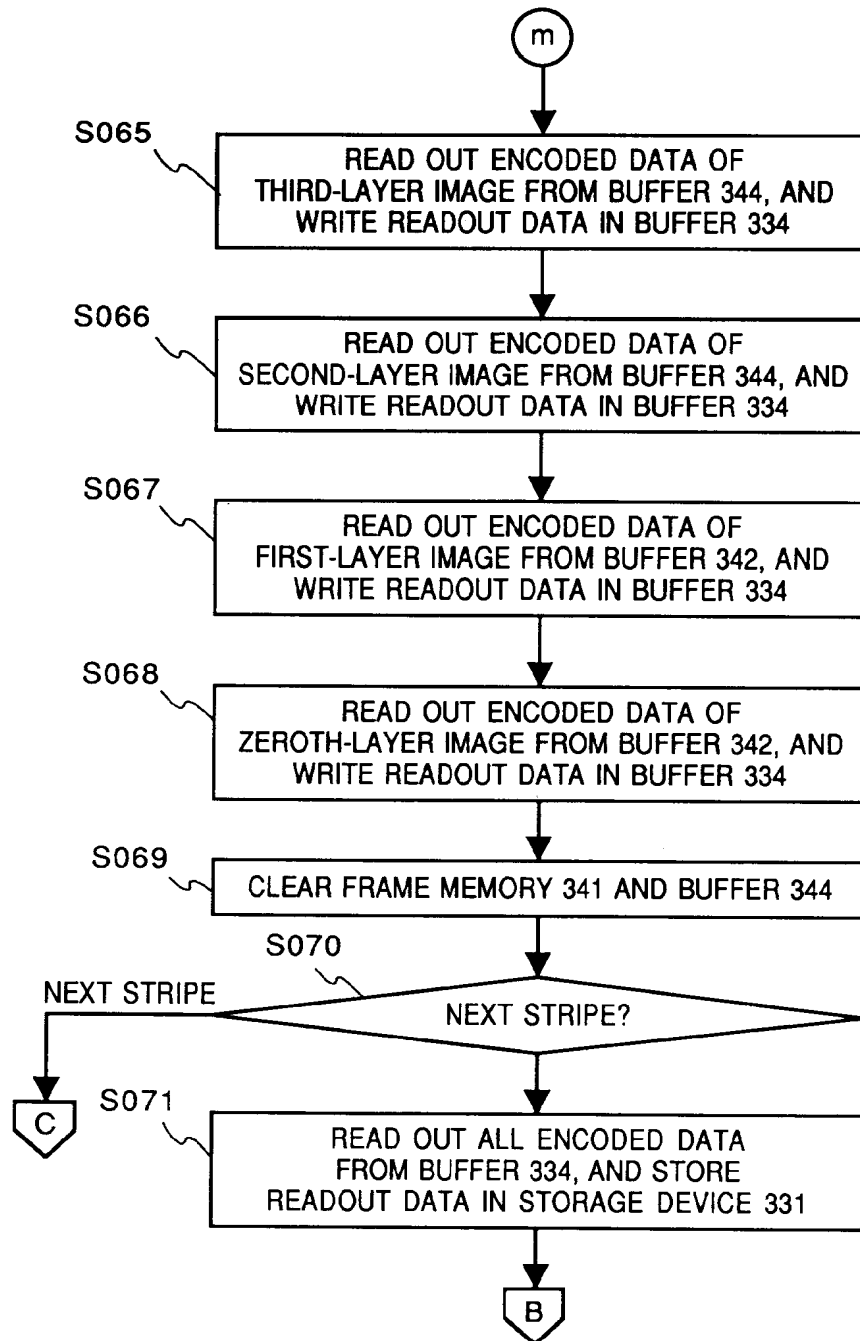 m
S065
READ OUT ENCODED DATA OF
THIRD-LAYER IMAGE FROM BUFFER 344, AND
WRITE READOUT DATA IN BUFFER 334
S066
READ OUT ENCODED DATA OF
SECOND-LAYER IMAGE FROM BUFFER 344, AND
WRITE READOUT DATA IN BUFFER 334
S067
READ OUT ENCODED DATA OF
FIRST-LAYER IMAGE FROM BUFFER 342, AND
WRITE READOUT DATA IN BUFFER 334
S068
READ OUT ENCODED DATA OF
ZEROTH-LAYER IMAGE FROM BUFFER 342, AND
WRITE READOUT DATA IN BUFFER 334
S069
CLEAR FRAME MEMORY 341 AND BUFFER 344
S070
NEXT STRIPE
NEXT STRIPE?
C
S071
READ OUT ALL ENCODED DATA
FROM BUFFER 334, AND STORE
READOUT DATA IN STORAGE DEVICE 331
B